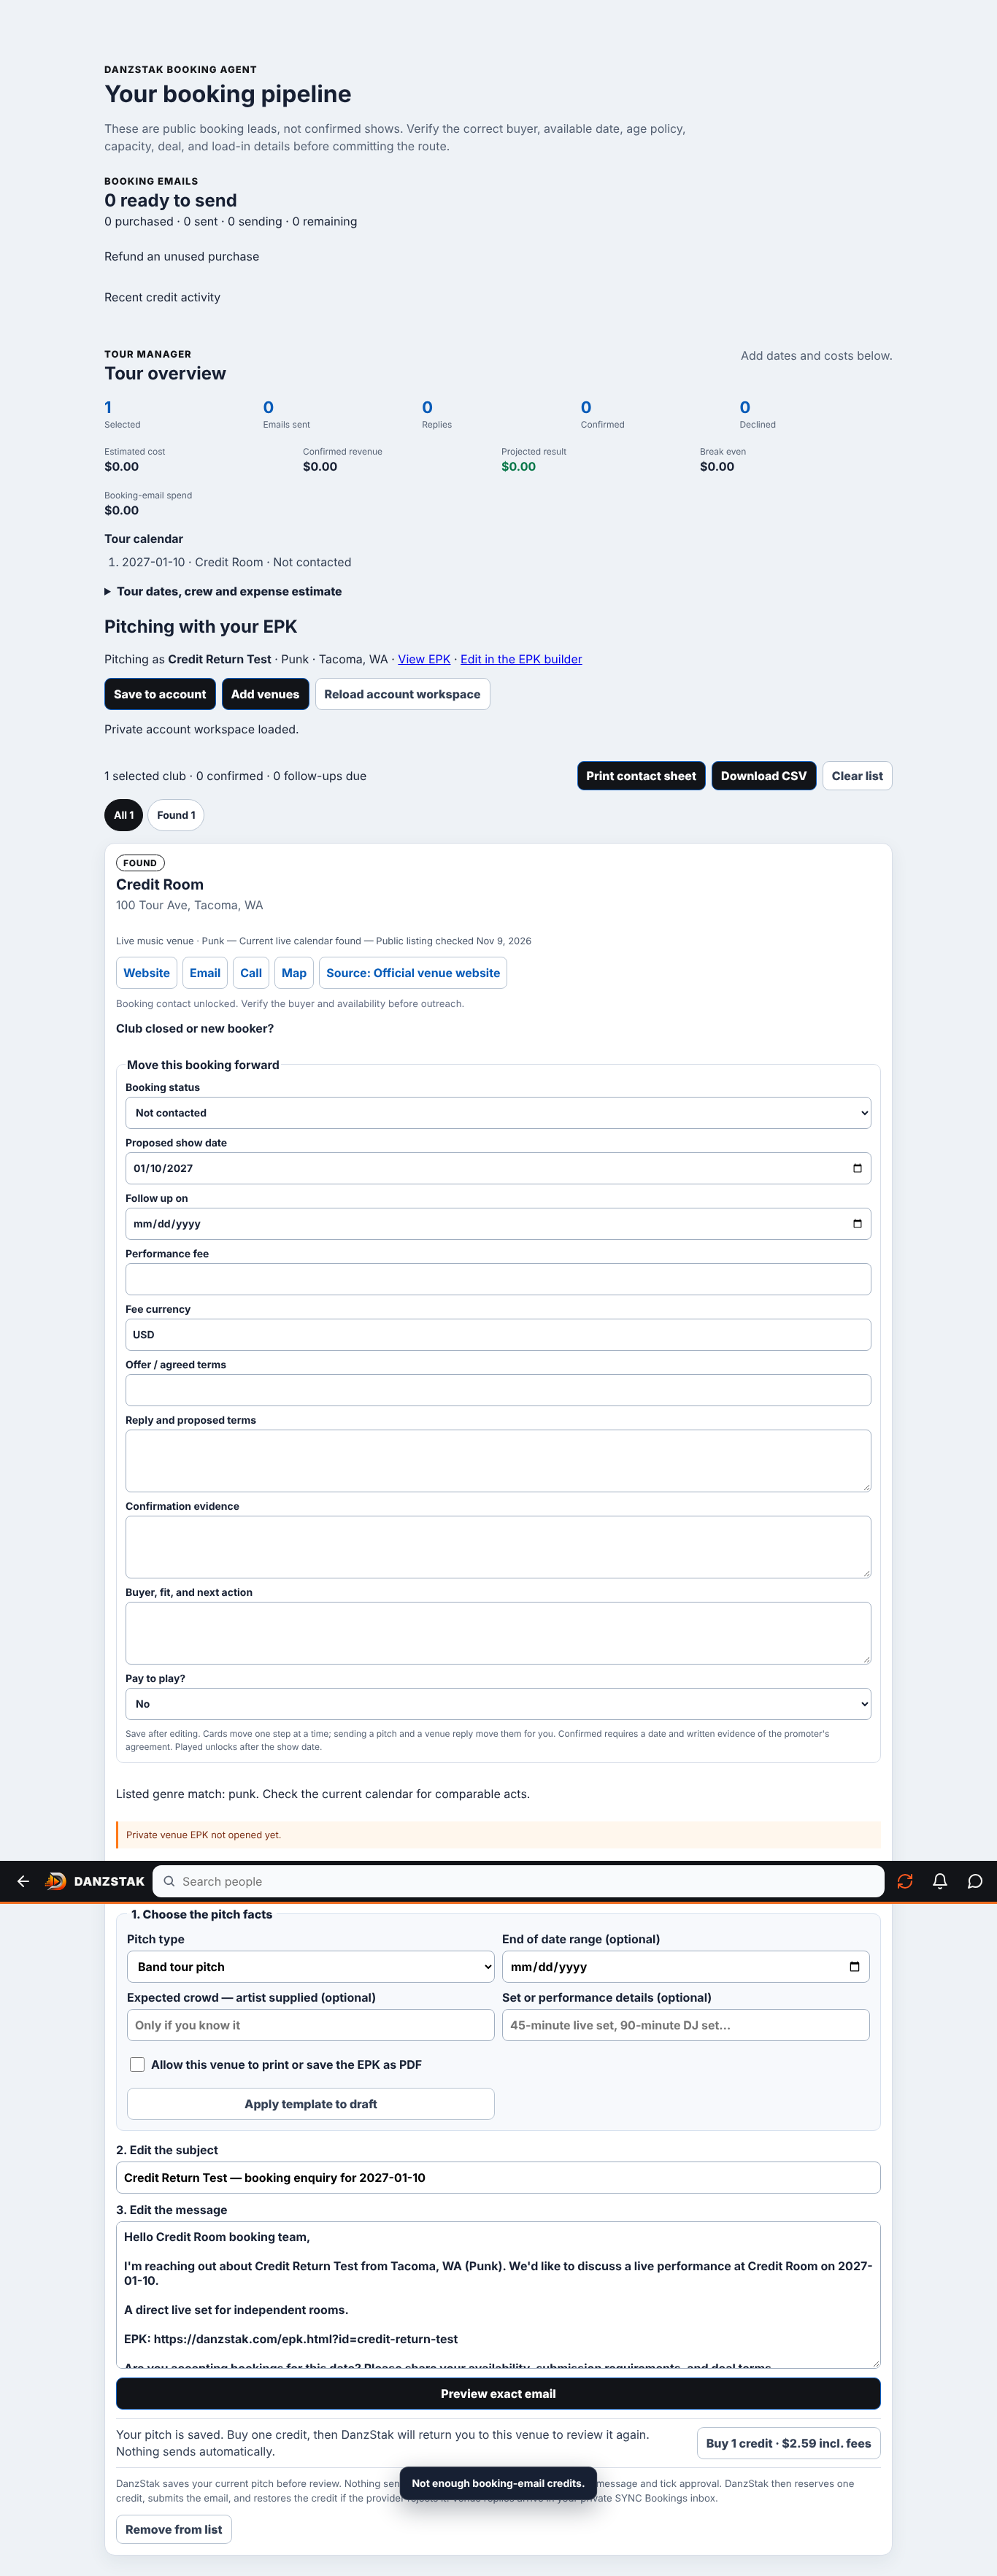 DANZSTAK BOOKING AGENT
Your booking pipeline
These are public booking leads, not confirmed shows. Verify the correct buyer, available date, age policy,
capacity, deal, and load-in details before committing the route.
BOOKING EMAILS
0 ready to send
0 purchased · 0 sent · 0 sending · 0 remaining
Refund an unused purchase
Recent credit activity
TOUR MANAGER
Add dates and costs below.
Tour overview
1 0 0 0 0
Selected Emails sent Replies Confirmed Declined
Estimated cost Confirmed revenue Projected result Break even
$0.00 $0.00 $0.00 $0.00
Booking-email spend
$0.00
Tour calendar
1. 2027-01-10 · Credit Room · Not contacted
Tour dates, crew and expense estimate
Pitching with your EPK
Pitching as Credit Return Test · Punk · Tacoma, WA · View EPK · Edit in the EPK builder
Save to account Add venues Reload account workspace
Private account workspace loaded.
1 selected club · 0 confirmed · 0 follow-ups due Print contact sheet Download CSV Clear list
All 1 Found 1
FOUND
Credit Room
100 Tour Ave, Tacoma, WA
Live music venue · Punk — Current live calendar found — Public listing checked Nov 9, 2026
Website Email Call Map Source: Official venue website
Booking contact unlocked. Verify the buyer and availability before outreach.
Club closed or new booker?
Move this booking forward
Booking status
Not contacted
Proposed show date
01/10/2027
Follow up on
mm/dd/yyyy
Performance fee
Fee currency
USD
Offer / agreed terms
Reply and proposed terms
Confirmation evidence
Buyer, fit, and next action
Pay to play?
No
Save after editing. Cards move one step at a time; sending a pitch and a venue reply move them for you. Confirmed requires a date and written evidence of the promoter's
agreement. Played unlocks after the show date.
Listed genre match: punk. Check the current calendar for comparable acts.
Private venue EPK not opened yet.
DANZSTAK Search people
1. Choose the pitch facts
Pitch type End of date range (optional)
Band tour pitch mm/dd/yyyy
Expected crowd — artist supplied (optional) Set or performance details (optional)
Only if you know it 45-minute live set, 90-minute DJ set...
Allow this venue to print or save the EPK as PDF
Apply template to draft
2. Edit the subject
Credit Return Test — booking enquiry for 2027-01-10
3. Edit the message
Hello Credit Room booking team,
I'm reaching out about Credit Return Test from Tacoma, WA (Punk). We'd like to discuss a live performance at Credit Room on 2027-
01-10.
A direct live set for independent rooms.
EPK: https://danzstak.com/epk.html?id=credit-return-test
Are you accepting bookings for this date? Please share your availability, submission requirements, and deal terms.
Preview exact email
Your pitch is saved. Buy one credit, then DanzStak will return you to this venue to review it again.
Nothing sends automatically.
Buy 1 credit · $2.59 incl. fees
Not enough booking-email credits.
DanzStak saves your current pitch before review. Nothing message and tick approval. DanzStak then reserves one
credit, submits the email, and restores the credit if the provider private SYNC Bookings inbox.
Remove from list